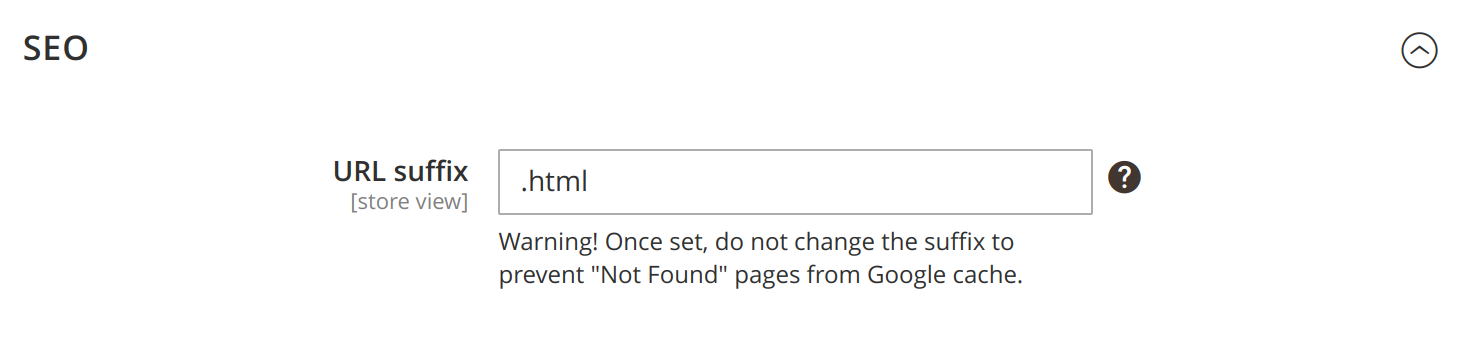 SEO
URL suffix
[store view]
.html
?
Warning! Once set, do not change the suffix to
prevent "Not Found" pages from Google cache.